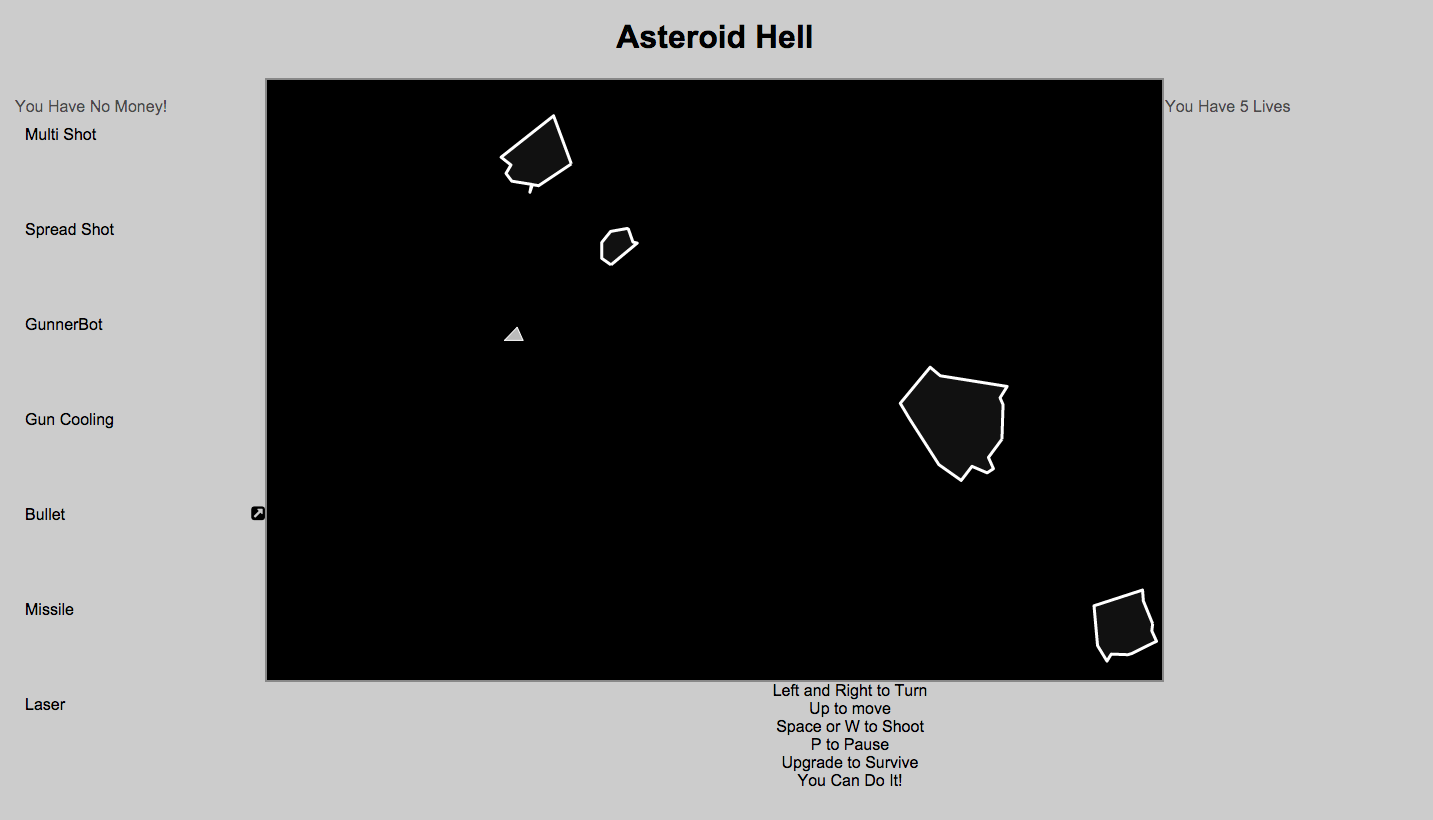 Asteroid Hell
You Have No Money!
You Have 5 Lives
Multi Shot
Spread Shot
GunnerBot
Gun Cooling
Bullet
Missile
Laser
Left and Right to Turn
Up to move
Space or W to Shoot
P to Pause
Upgrade to Survive
You Can Do It!